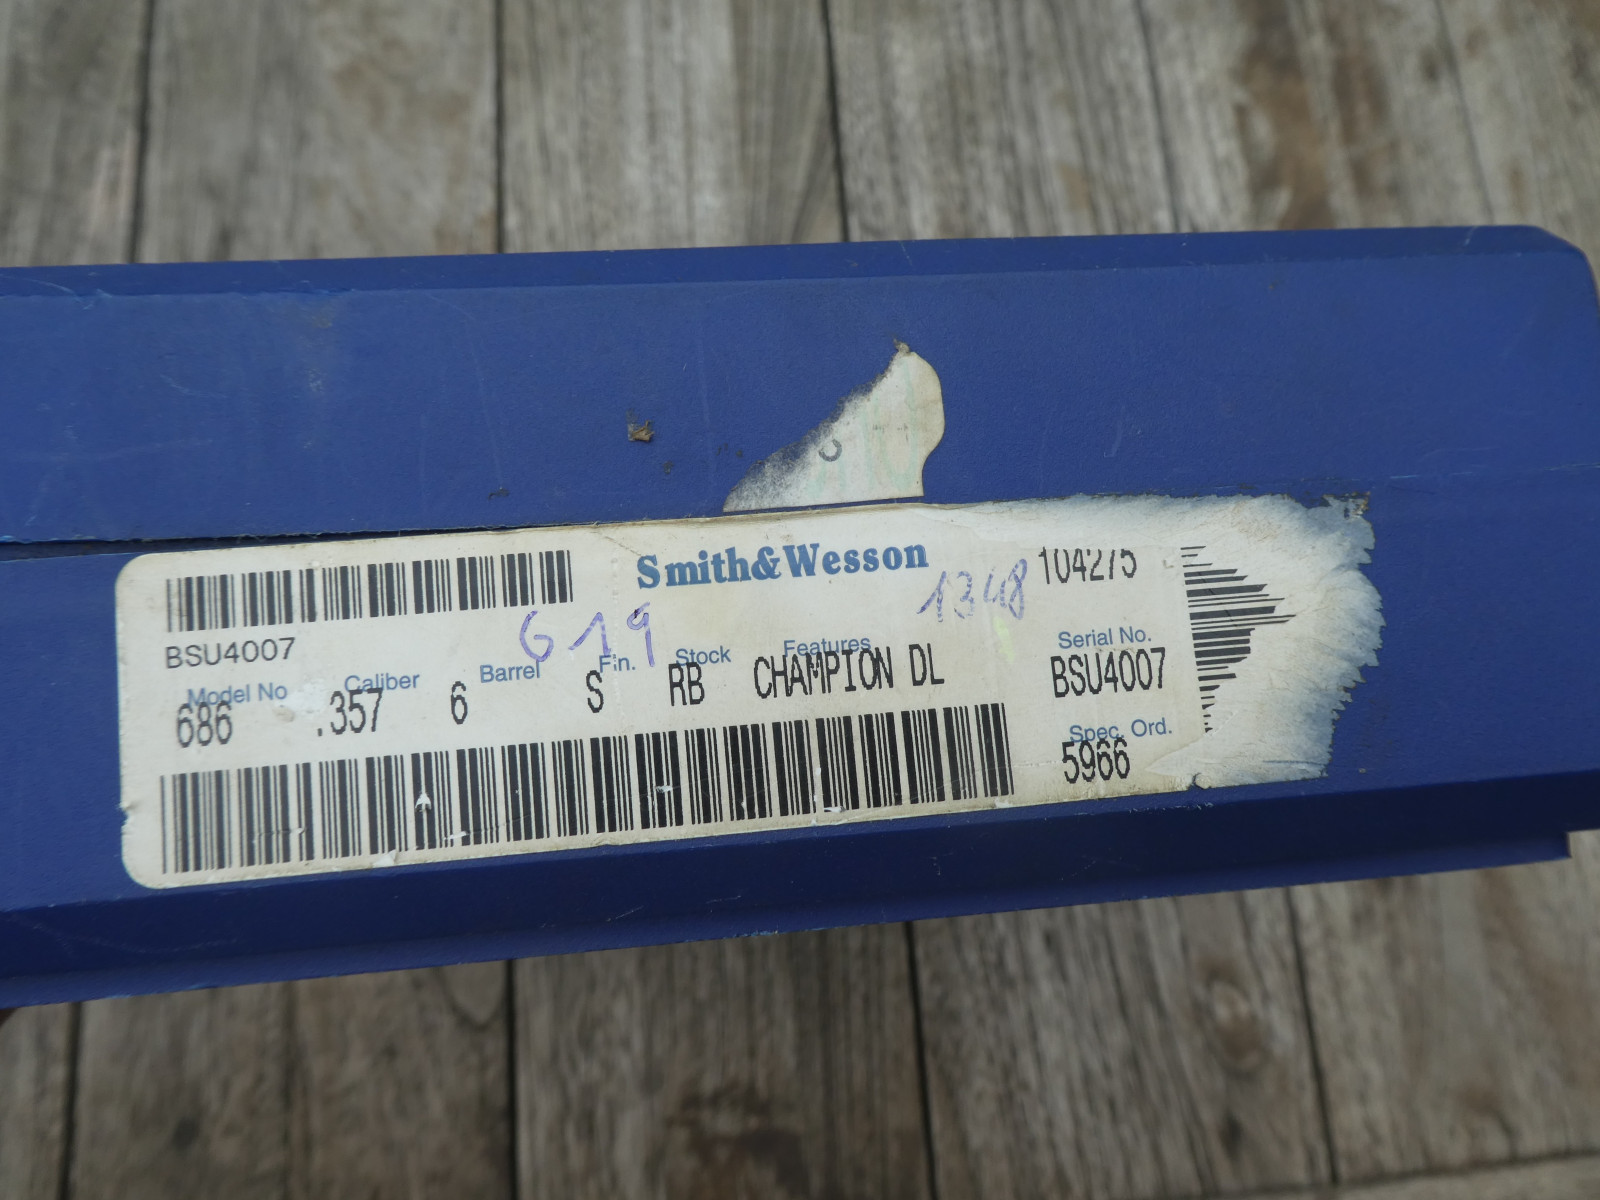 Smith&Wesson
1348
104275
BSU4007
619
Model No Caliber Barrel Fin. Stock Features Serial No.
686 .357 6 S RB CHAMPION DL BSU4007
Spec. Ord.
5966